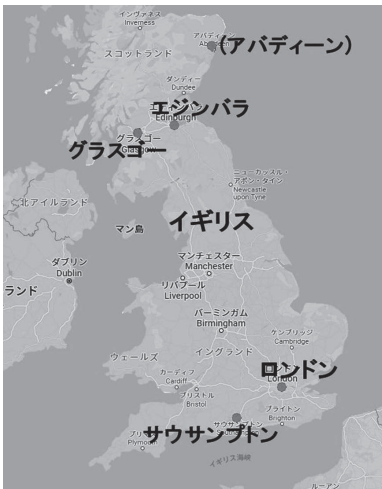 インヴァネス
Inverness
スコットランド
(アバディーン)
ダンディー
Dundee
エジンバラ
Edinburgh
グラスゴー
グラスゴー
ニューカッスル・
アポン・タイン
Newcastle
upon Tyne
北アイルランド
イギリス
マン島
マンチェスター
Manchester
ダブリン
Dublin
ランド
リバプール
Liverpool
バーミンガム
Birmingham
ケンブリッジ
Cambridge
イングランド
ウェールズ
カーディフ
Cardiff
ロンドン
London
ブリストル
Bristol
ブライトン
Brighton
サウサンプトン
Plymouth
イギリス海峡
ルーアン